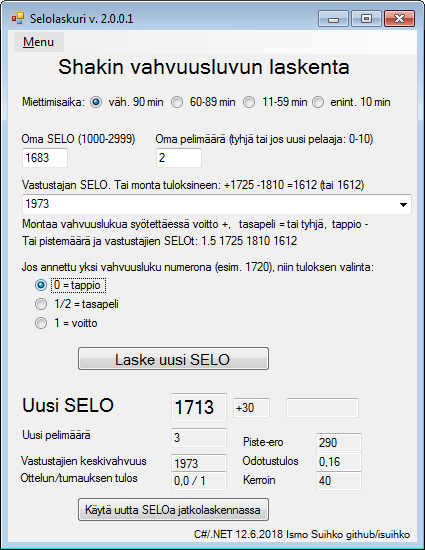 Selolaskuri v. 2.0.0.1
Menu
Shakin vahvuusluvun laskenta
Miettimisaika: väh. 90 min 60-89 min 11-59 min enint. 10 min
Oma SELO (1000-2999) Oma pelimäärä (tyhjä tai jos uusi pelaaja: 0-10)
1683 2
Vastustajan SELO. Tai monta tuloksineen: +1725 -1810 =1612 (tai 1612)
1973
Montaa vahvuuslukua syötettäessä voitto +, tasapeli = tai tyhjä, tappio -
Tai pistemäärä ja vastustajien SELOt: 1.5 1725 1810 1612
Jos annettu yksi vahvuusluku numerona (esim. 1720), niin tuloksen valinta:
0 = tappio
1/2 = tasapeli
1 = voitto
Laske uusi SELO
Uusi SELO 1713 +30
Uusi pelimäärä 3 Piste-ero 290
Vastustajien keskivahvuus 1973 Odotustulos 0,16
Ottelun/turnauksen tulos 0,0 / 1 Kerroin 40
Käytä uutta SELOa jatkolaskennassa
C#/.NET 12.6.2018 Ismo Suihko github/isuihko